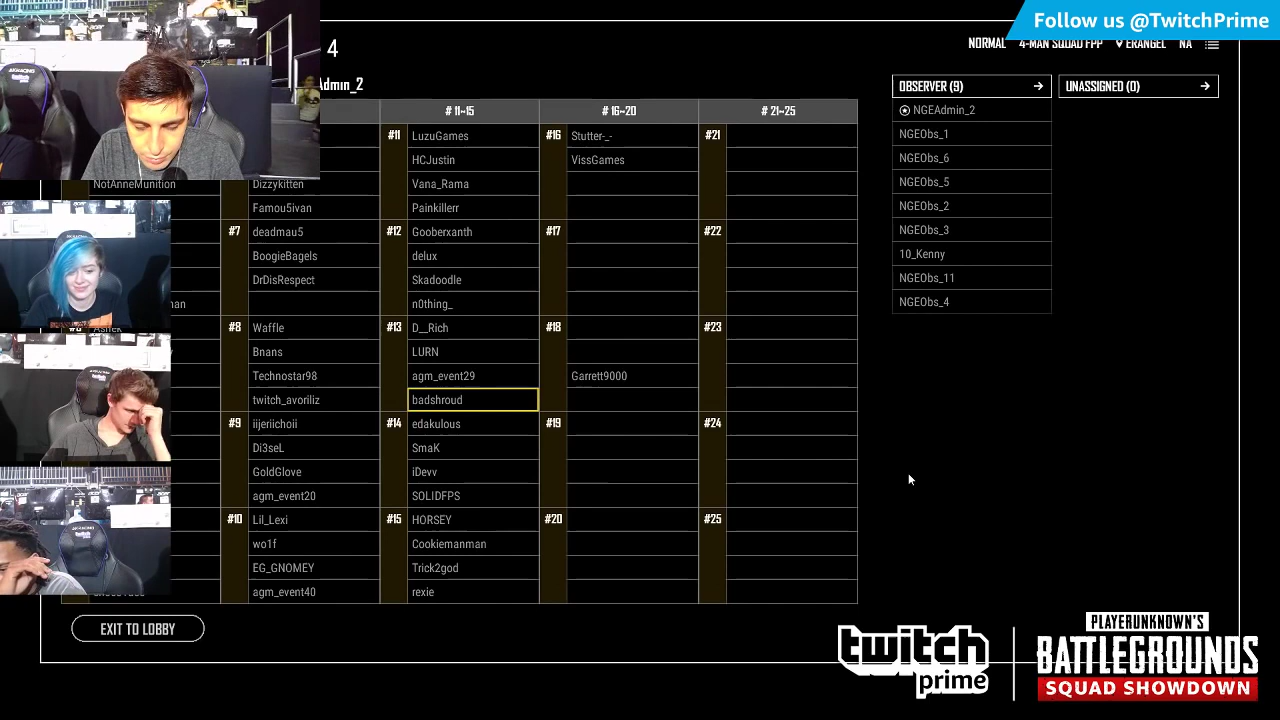 Follow us @TwitchPrime
4
NORMAL 4-MAN SQUAD FPP ERANGEL NA
Admin_2
OBSERVER (9)
UNASSIGNED (0)
# 11~15
# 16~20
# 21~25
NGEAdmin_2
NGEObs_1
NGEObs_6
NGEObs_5
NGEObs_2
NGEObs_3
10_Kenny
NGEObs_11
NGEObs_4
NotAnneMunition
Dizzykitten
Famou5ivan
#7
deadmau5
BoogieBagels
DrDisRespect
#8
Waffle
Bnans
Technostar98
twitch_avoriliz
#9
iijeriichoii
Di3seL
GoldGlove
agm_event20
#10
Lil_Lexi
wo1f
EG_GNOMEY
agm_event40
#11
LuzuGames
HCJustin
Vana_Rama
Painkillerr
#12
Gooberxanth
delux
Skadoodle
n0thing_
#13
D__Rich
LURN
agm_event29
badshroud
#14
edakulous
SmaK
iDevv
SOLIDFPS
#15
HORSEY
Cookiemanman
Trick2god
rexie
#16
Stutter-_-
VissGames
#17
#18
Garrett9000
#19
#20
#21
#22
#23
#24
#25
EXIT TO LOBBY
twitch
prime
PLAYERUNKNOWN'S
BATTLEGROUNDS
SQUAD SHOWDOWN